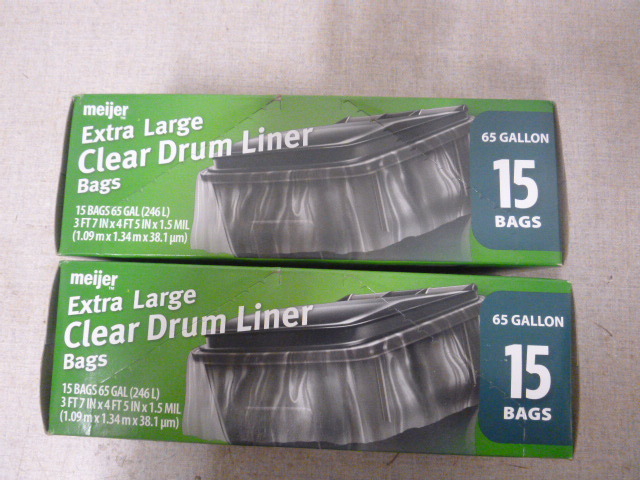 meijer
Extra Large
Clear Drum Liner
Bags
15 BAGS 65 GAL (246 L)
3 FT 7 IN x 4 FT 5 IN x 1.5 MIL
(1.09 m x 1.34 m x 38.1 µm)
65 GALLON
15
BAGS
meijer
Extra Large
Clear Drum Liner
Bags
15 BAGS 65 GAL (246 L)
3 FT 7 IN x 4 FT 5 IN x 1.5 MIL
(1.09 m x 1.34 m x 38.1 µm)
65 GALLON
15
BAGS